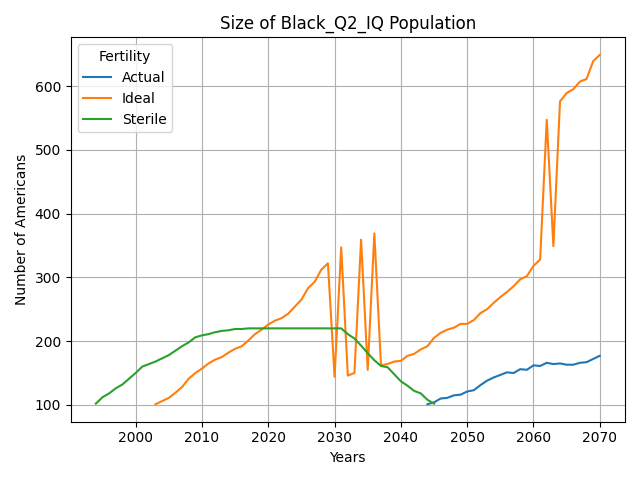 Size of Black_Q2_IQ Population
Fertility
Actual
Ideal
Sterile
Number of Americans
600
500
400
300
200
100
2000
2010
2020
2030
2040
2050
2060
2070
Years